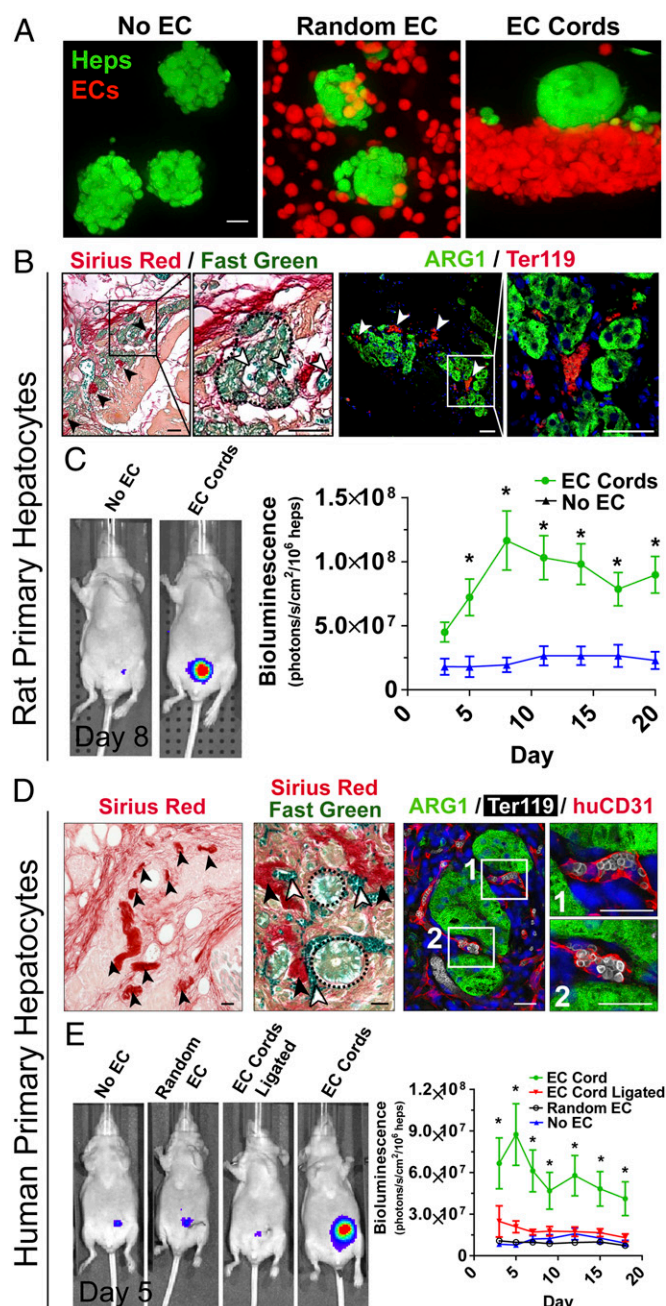 A
No EC
Random EC
EC Cords
Heps
ECs
B
Sirius Red / Fast Green
ARG1 / Ter119
Rat Primary Hepatocytes
C
No EC
EC Cords
Day 8
Bioluminescence
(photons/s/cm²/10⁶ heps)
1.5×10⁸
1.0×10⁸
5.0×10⁷
0
EC Cords
No EC
* * * * * *
0 5 10 15 20
Day
D
Sirius Red
Sirius Red
Fast Green
ARG1 / Ter119 / huCD31
1
2
1
2
Human Primary Hepatocytes
E
No EC
Random
EC
EC Cords
Ligated
EC Cords
Day 5
Bioluminescence
(photons/s/cm²/10⁶ heps)
1.2×10⁸
9.0×10⁷
6.0×10⁷
3.0×10⁷
0
EC Cord
EC Cord Ligated
Random EC
No EC
* * * * * * *
0 5 10 15 20
Day